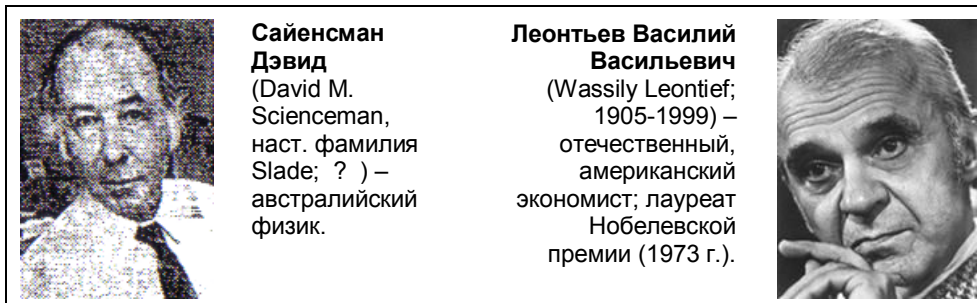 Сайенсман
Дэвид
(David M.
Scienceman,
наст. фамилия
Slade; ? ) –
австралийский
физик.
Леонтьев Василий
Васильевич
(Wassily Leontief;
1905-1999) –
отечественный,
американский
экономист; лауреат
Нобелевской
премии (1973 г.).